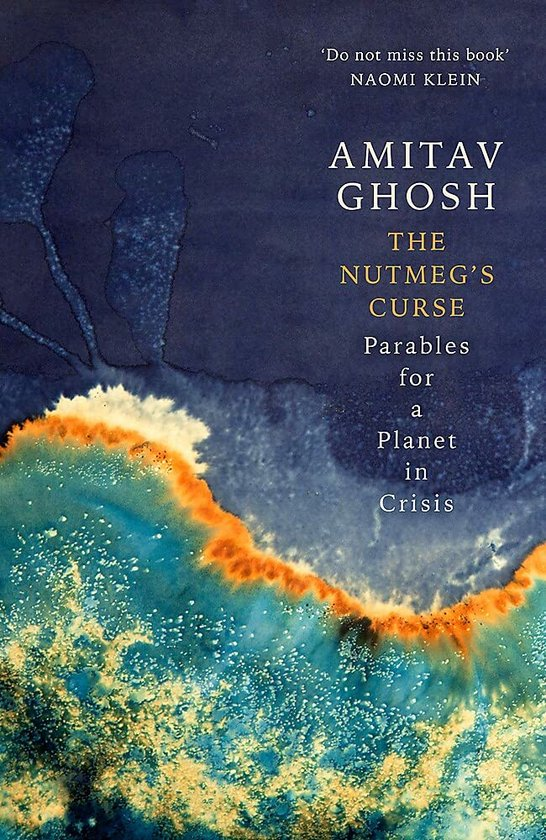 ‘Do not miss this book’
NAOMI KLEIN
AMITAV
GHOSH
THE
NUTMEG’S
CURSE
Parables
for
a
Planet
in
Crisis